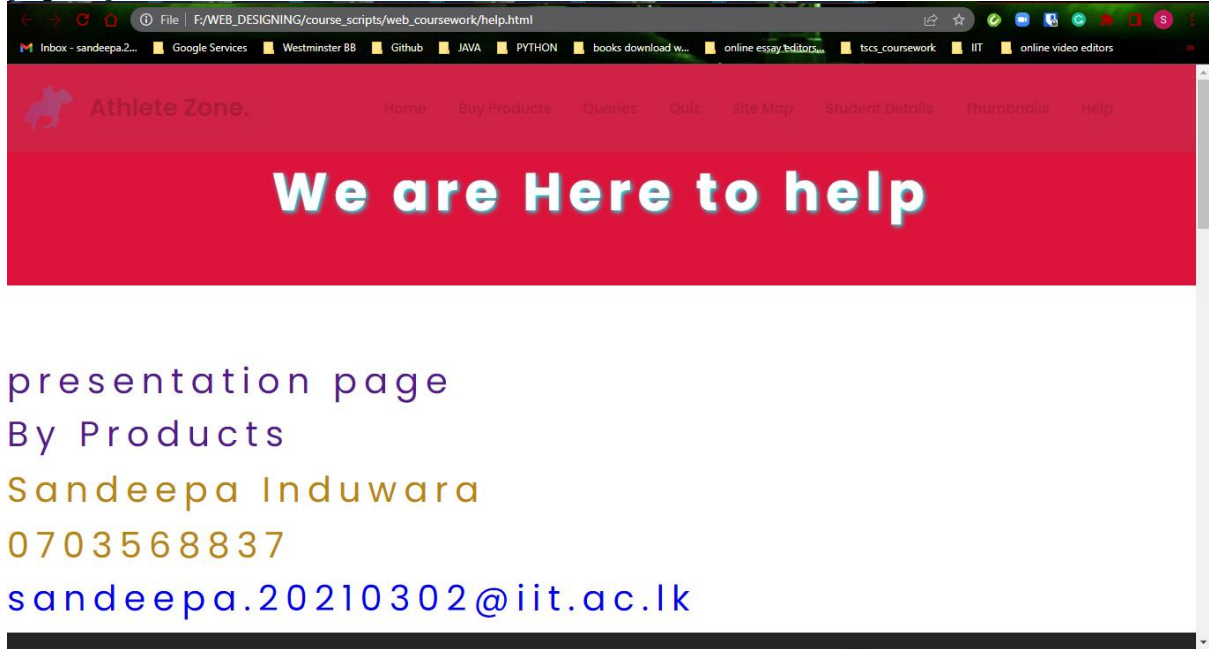 File | F:/WEB_DESIGNING/course_scripts/web_coursework/help.html
Inbox - sandeepa.2... Google Services Westminster BB Github JAVA PYTHON books download w... online essay editors,... tscs_coursework IIT online video editors »
Athlete Zone. Home Buy Products Queries Quiz Site Map Student Details Thumbnails Help
We are Here to help
presentation page
By Products
Sandeepa Induwara
0703568837
sandeepa.20210302@iit.ac.lk